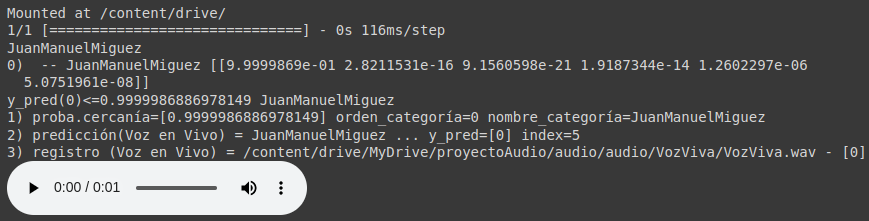 Mounted at /content/drive/
1/1 [==============================] - 0s 116ms/step
JuanManuelMiguez
0)  -- JuanManuelMiguez [[9.9999869e-01 2.8211531e-16 9.1560598e-21 1.9187344e-14 1.2602297e-06
  5.0751961e-08]]
y_pred(0)<=0.9999986886978149 JuanManuelMiguez
1) proba.cercanía=[0.9999986886978149] orden_categoría=0 nombre_categoría=JuanManuelMiguez
2) predicción(Voz en Vivo) = JuanManuelMiguez ... y_pred=[0] index=5
3) registro (Voz en Vivo) = /content/drive/MyDrive/proyectoAudio/audio/audio/VozViva/VozViva.wav - [0]
0:00 / 0:01